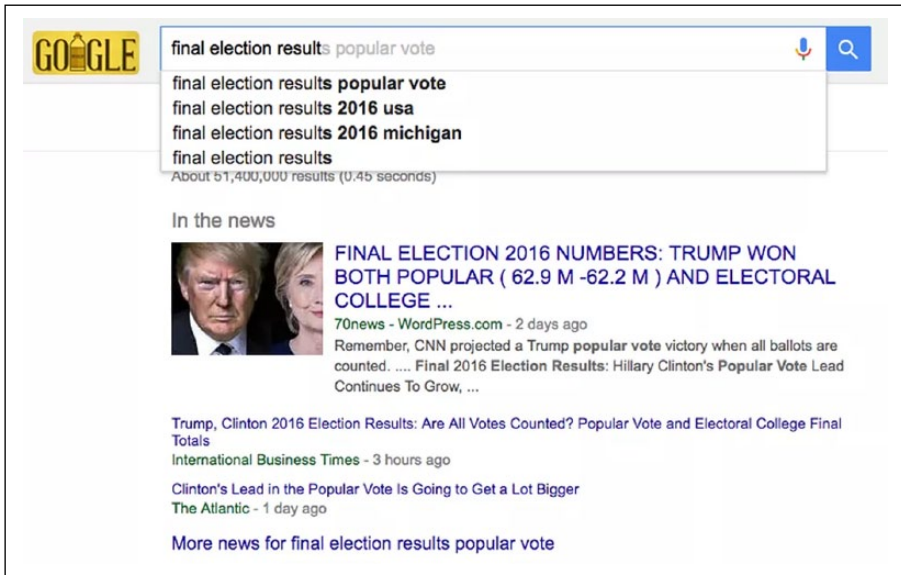 GOOGLE
final election results popular vote
final election results popular vote
final election results 2016 usa
final election results 2016 michigan
final election results
About 51,400,000 results (0.45 seconds)
In the news
FINAL ELECTION 2016 NUMBERS: TRUMP WON
BOTH POPULAR ( 62.9 M -62.2 M ) AND ELECTORAL
COLLEGE ...
70news - WordPress.com - 2 days ago
Remember, CNN projected a Trump popular vote victory when all ballots are
counted. .... Final 2016 Election Results: Hillary Clinton's Popular Vote Lead
Continues To Grow, ...
Trump, Clinton 2016 Election Results: Are All Votes Counted? Popular Vote and Electoral College Final
Totals
International Business Times - 3 hours ago
Clinton's Lead in the Popular Vote Is Going to Get a Lot Bigger
The Atlantic - 1 day ago
More news for final election results popular vote